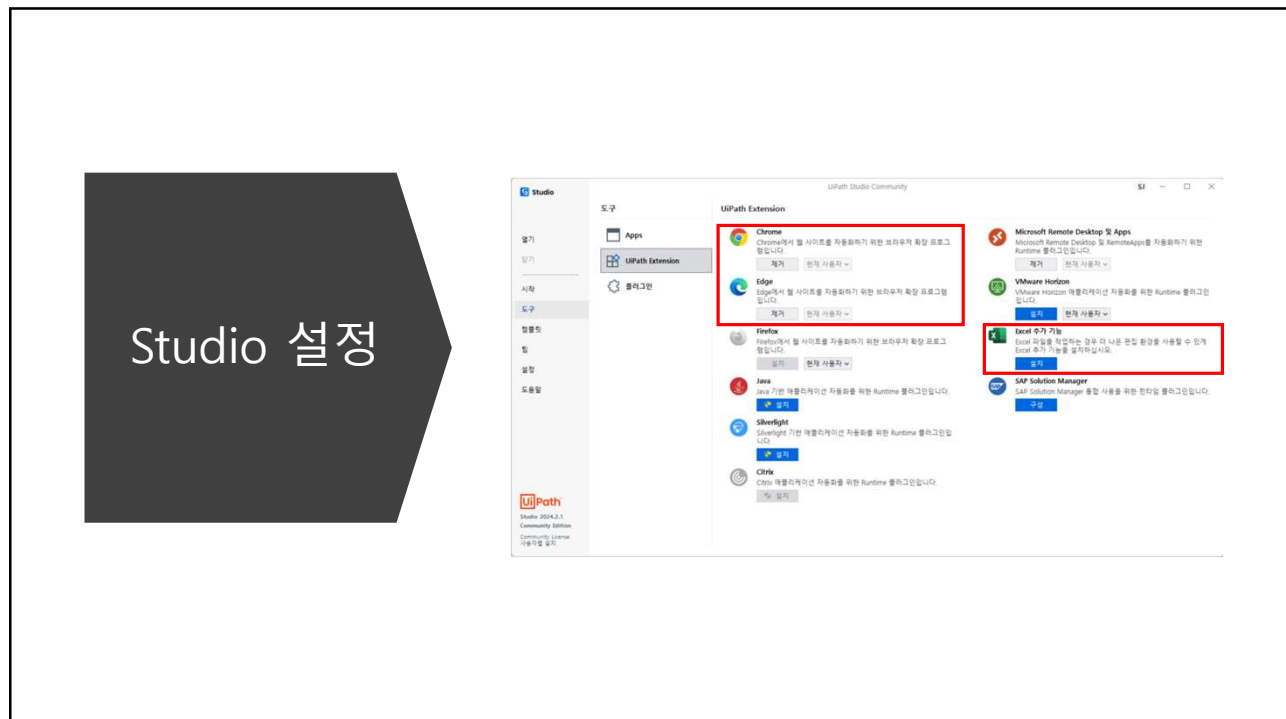 Studio 설정
Studio
UiPath Studio Community
SJ
열기
닫기
시작
도구
템플릿
팀
설정
도움말
UiPath
Studio 2024.2.1
Community Edition
Community License
사용자별 설치
도구
Apps
UiPath Extension
플러그인
UiPath Extension
Chrome
Chrome에서 웹 사이트를 자동화하기 위한 브라우저 확장 프로그
램입니다.
제거 현재 사용자
Edge
Edge에서 웹 사이트를 자동화하기 위한 브라우저 확장 프로그램
입니다.
제거 현재 사용자
Firefox
Firefox에서 웹 사이트를 자동화하기 위한 브라우저 확장 프로그
램입니다.
설치 현재 사용자
Java
Java 기반 애플리케이션 자동화를 위한 Runtime 플러그인입니다.
설치
Silverlight
Silverlight 기반 애플리케이션 자동화를 위한 Runtime 플러그인입
니다.
설치
Citrix
Citrix 애플리케이션 자동화를 위한 Runtime 플러그인입니다.
설치
Microsoft Remote Desktop 및 Apps
Microsoft Remote Desktop 및 RemoteApps를 자동화하기 위한
Runtime 플러그인입니다.
제거 현재 사용자
VMware Horizon
VMware Horizon 애플리케이션 자동화를 위한 Runtime 플러그인
입니다.
설치 현재 사용자
Excel 추가 기능
Excel 파일을 작업하는 경우 더 나은 편집 환경을 사용할 수 있게
Excel 추가 기능을 설치하십시오.
설치
SAP Solution Manager
SAP Solution Manager 통합 사용을 위한 런타임 플러그인입니다.
구성